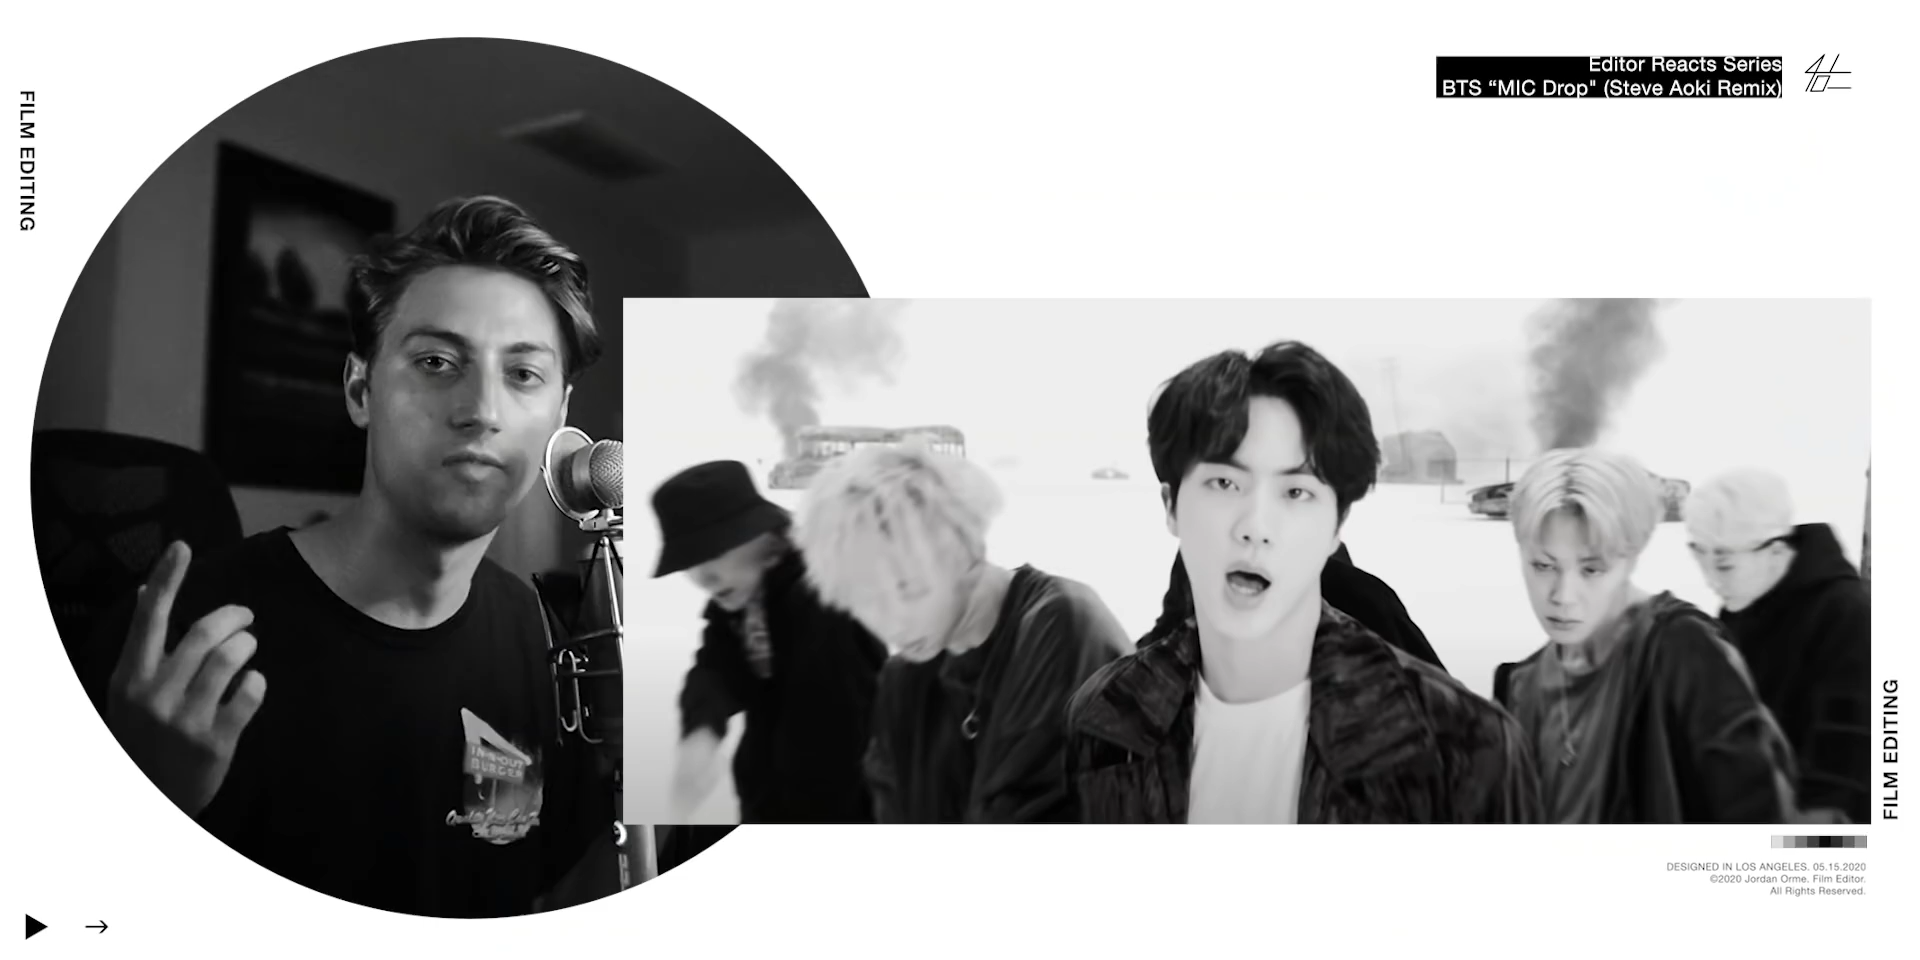 FILM EDITING
Editor Reacts Series
BTS “MIC Drop" (Steve Aoki Remix)
IN-N-OUT
BURGER
FILM EDITING
DESIGNED IN LOS ANGELES. 05.15.2020
©2020 Jordan Orme. Film Editor.
All Rights Reserved.